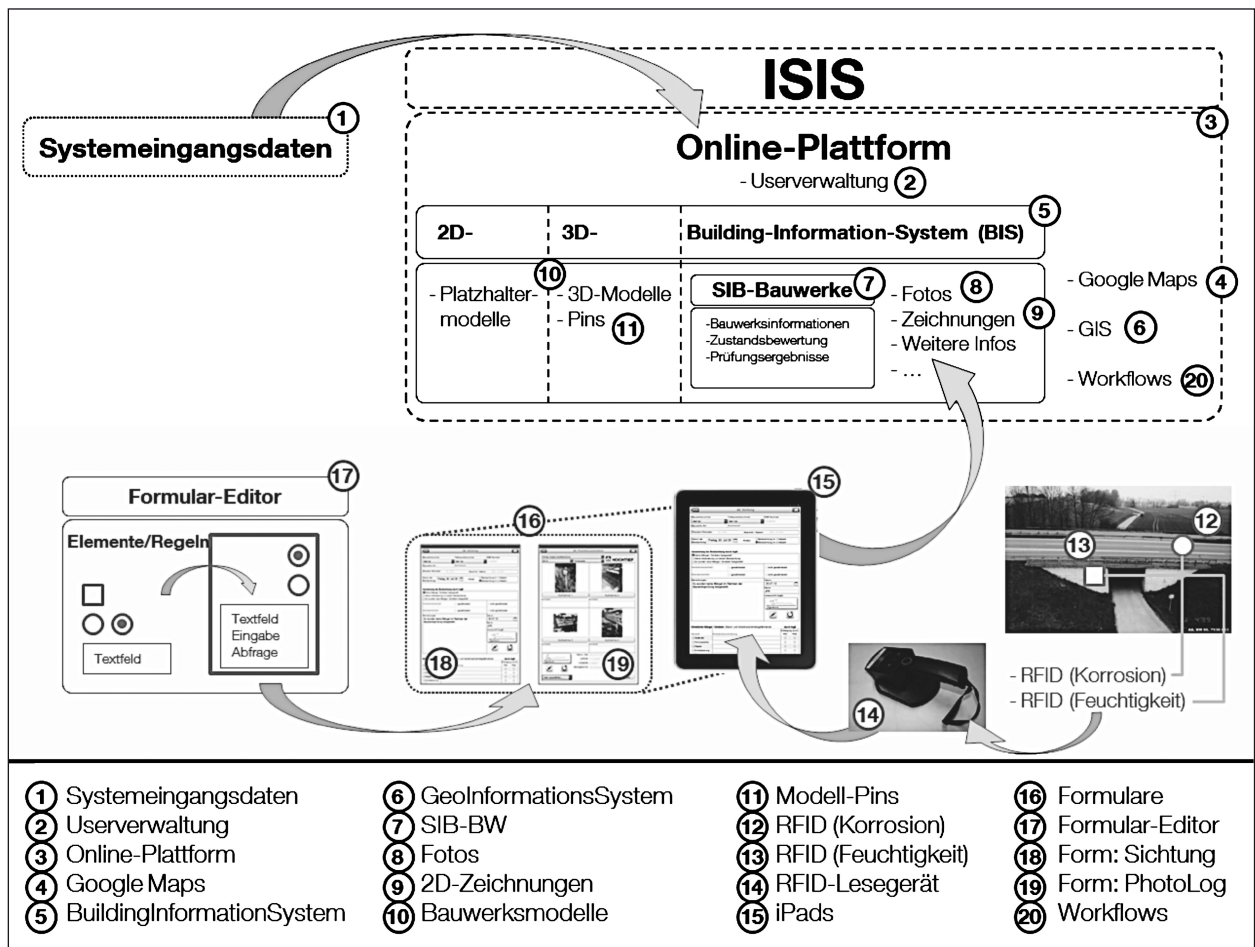 ISIS
1
Systemeingangsdaten
3
Online-Plattform
- Userverwaltung 2
5
2D-
3D-
Building-Information-System (BIS)
- Platzhalter-
modelle
10
- 3D-Modelle
- Pins 11
SIB-Bauwerke 7
-Bauwerksinformationen
-Zustandsbewertung
-Prüfungsergebnisse
- Fotos 8
- Zeichnungen 9
- Weitere Infos
- ...
- Google Maps 4
- GIS 6
- Workflows 20
17
Formular-Editor
Elemente/Regeln
Textfeld
Textfeld
Eingabe
Abfrage
16
18
19
15
14
12
13
- RFID (Korrosion)
- RFID (Feuchtigkeit)
1 Systemeingangsdaten
2 Userverwaltung
3 Online-Plattform
4 Google Maps
5 BuildingInformationSystem
6 GeoInformationsSystem
7 SIB-BW
8 Fotos
9 2D-Zeichnungen
10 Bauwerksmodelle
11 Modell-Pins
12 RFID (Korrosion)
13 RFID (Feuchtigkeit)
14 RFID-Lesegerät
15 iPads
16 Formulare
17 Formular-Editor
18 Form: Sichtung
19 Form: PhotoLog
20 Workflows